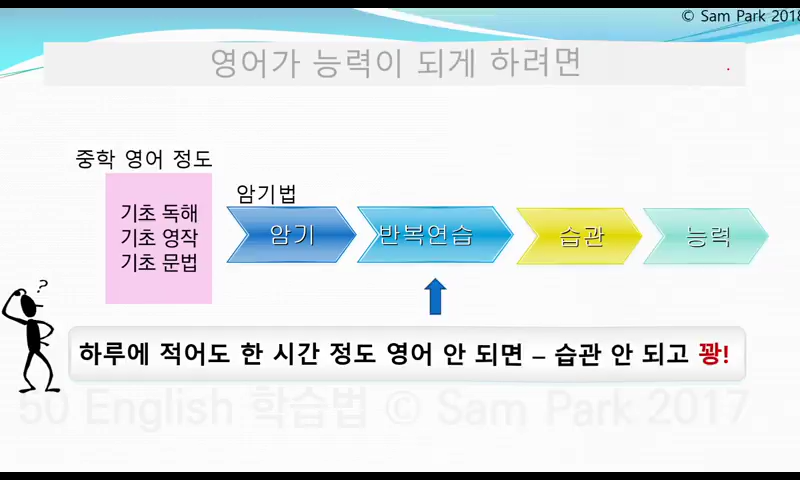 © Sam Park 2018
영어가 능력이 되게 하려면
중학 영어 정도
기초 독해
기초 영작
기초 문법
암기법
암기
반복연습
습관
능력
?
하루에 적어도 한 시간 정도 영어 안 되면 – 습관 안 되고 꽝!
50 English 학습법 © Sam Park 2017